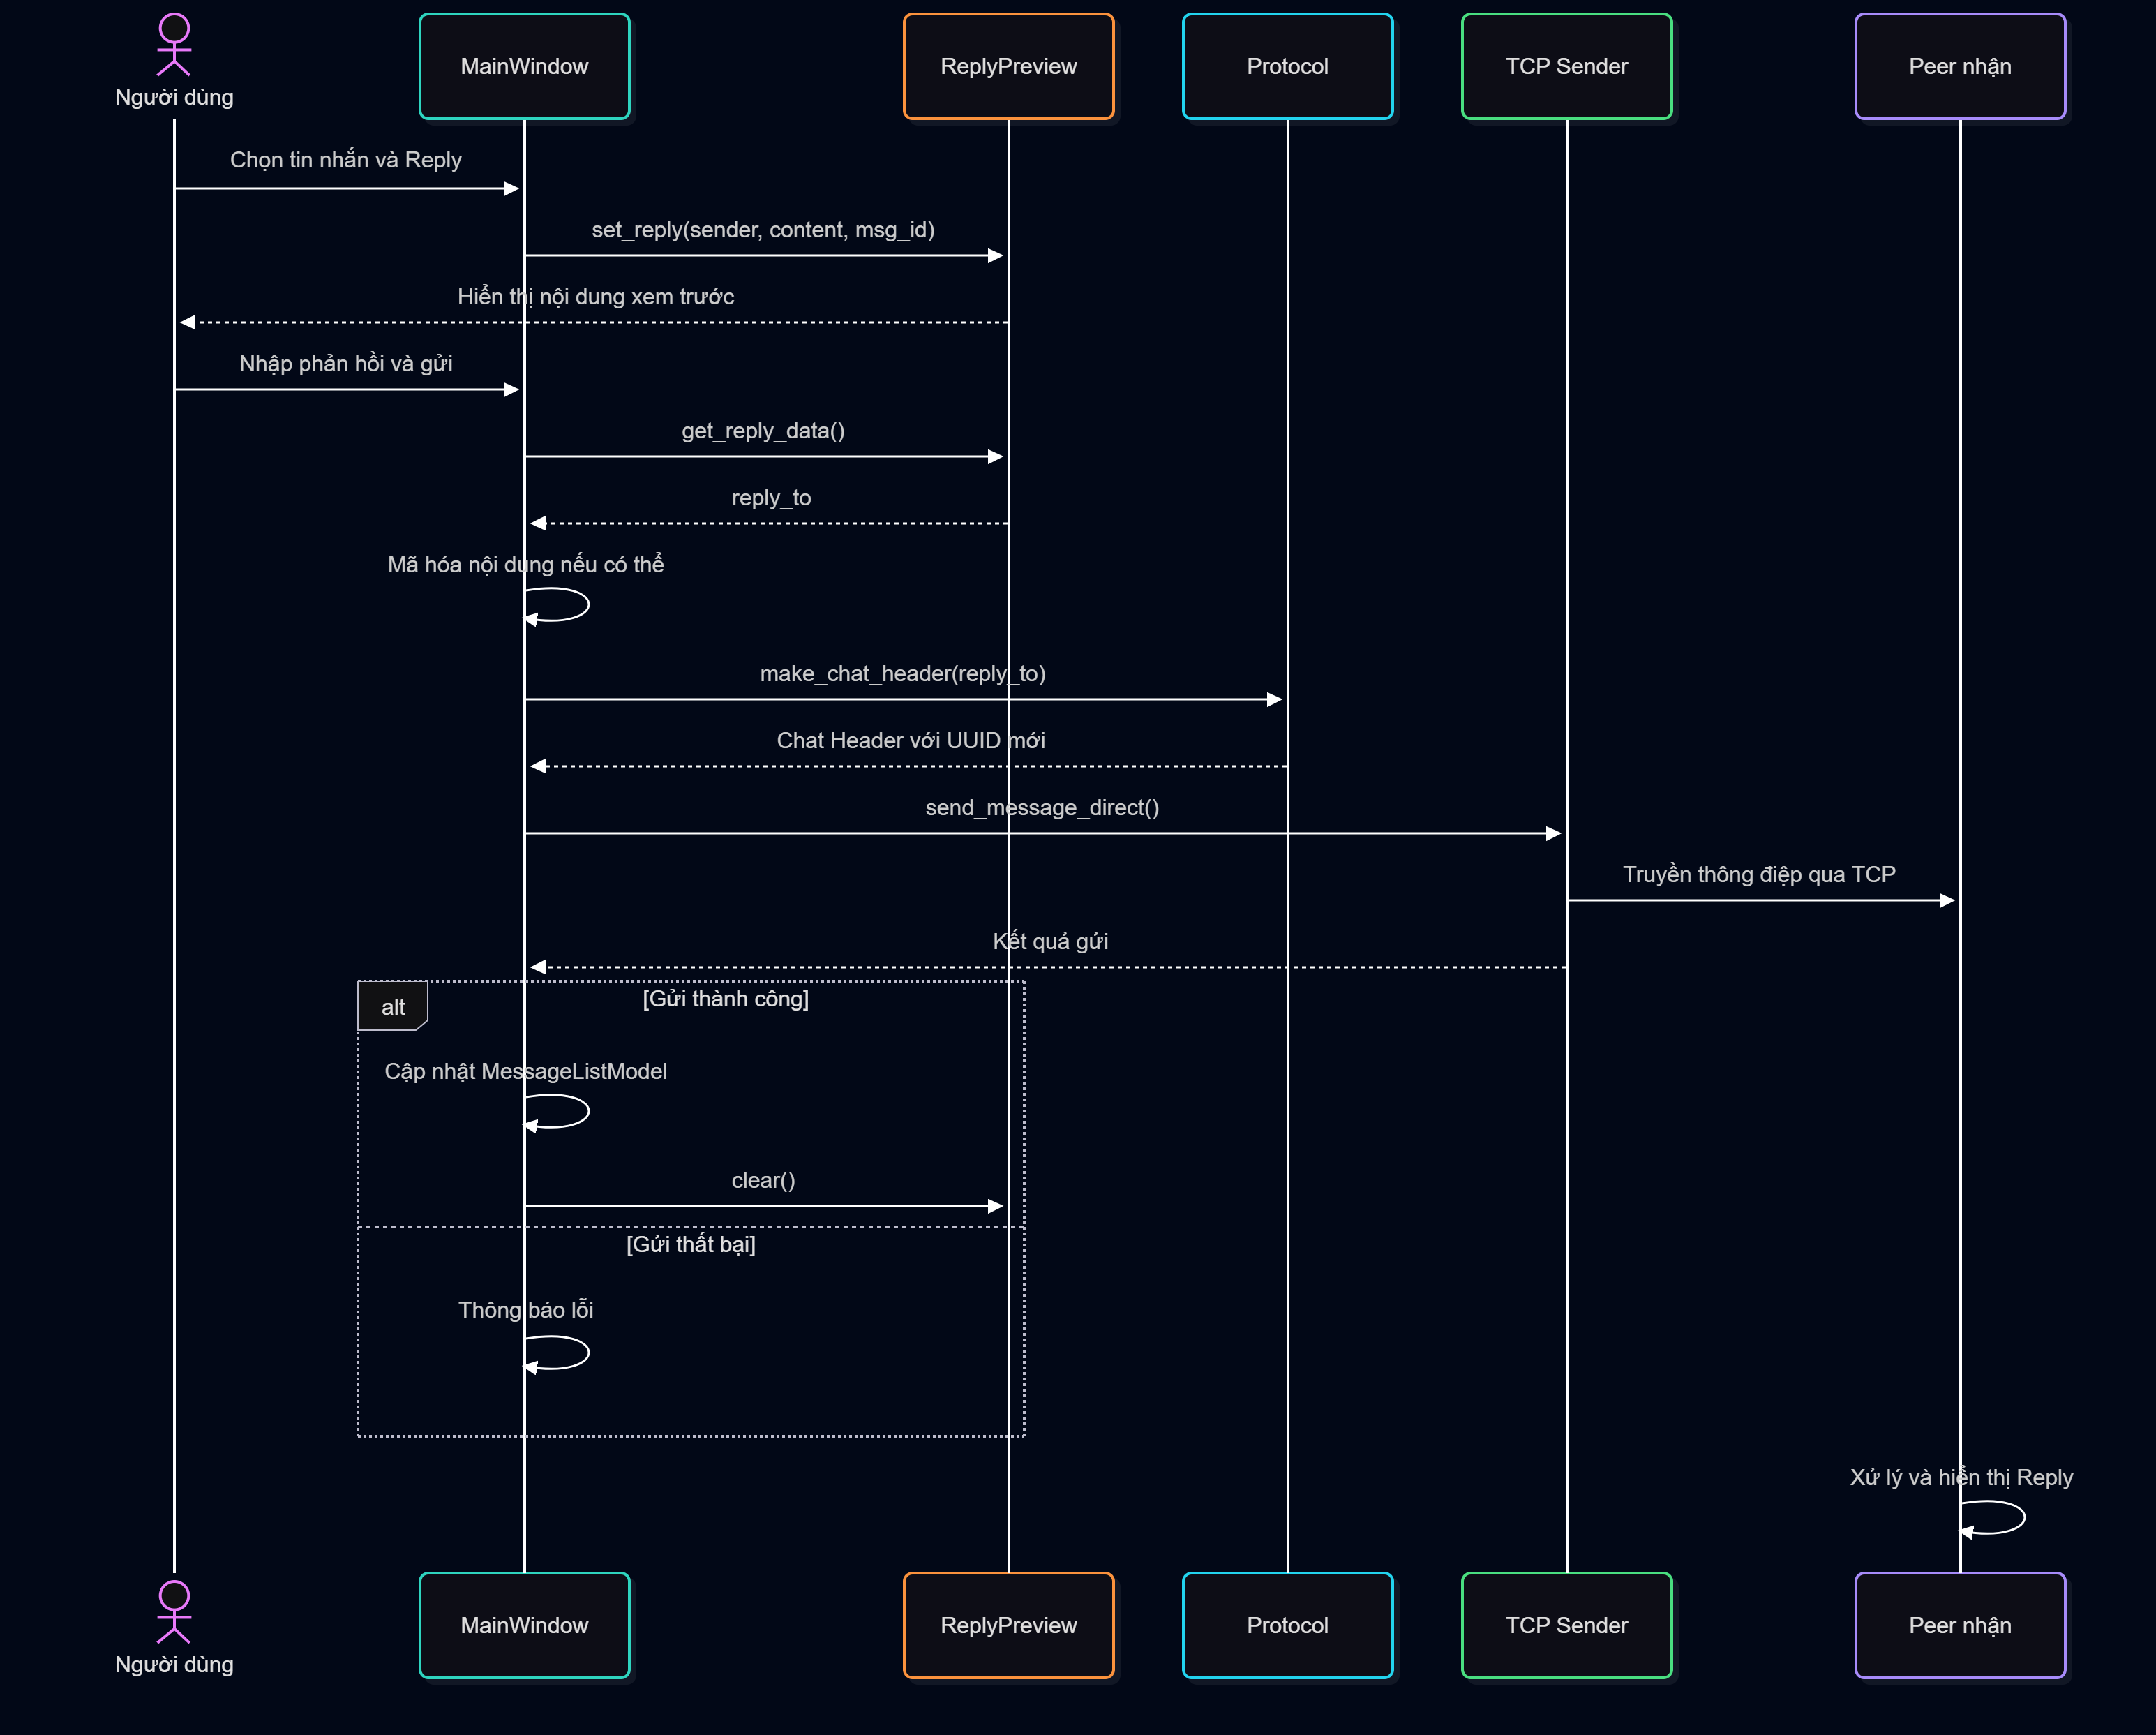 Người dùng
MainWindow
ReplyPreview
Protocol
TCP Sender
Peer nhận
Chọn tin nhắn và Reply
set_reply(sender, content, msg_id)
Hiển thị nội dung xem trước
Nhập phản hồi và gửi
get_reply_data()
reply_to
Mã hóa nội dung nếu có thể
make_chat_header(reply_to)
Chat Header với UUID mới
send_message_direct()
Truyền thông điệp qua TCP
Kết quả gửi
alt
[Gửi thành công]
Cập nhật MessageListModel
clear()
[Gửi thất bại]
Thông báo lỗi
Xử lý và hiển thị Reply
Người dùng
MainWindow
ReplyPreview
Protocol
TCP Sender
Peer nhận